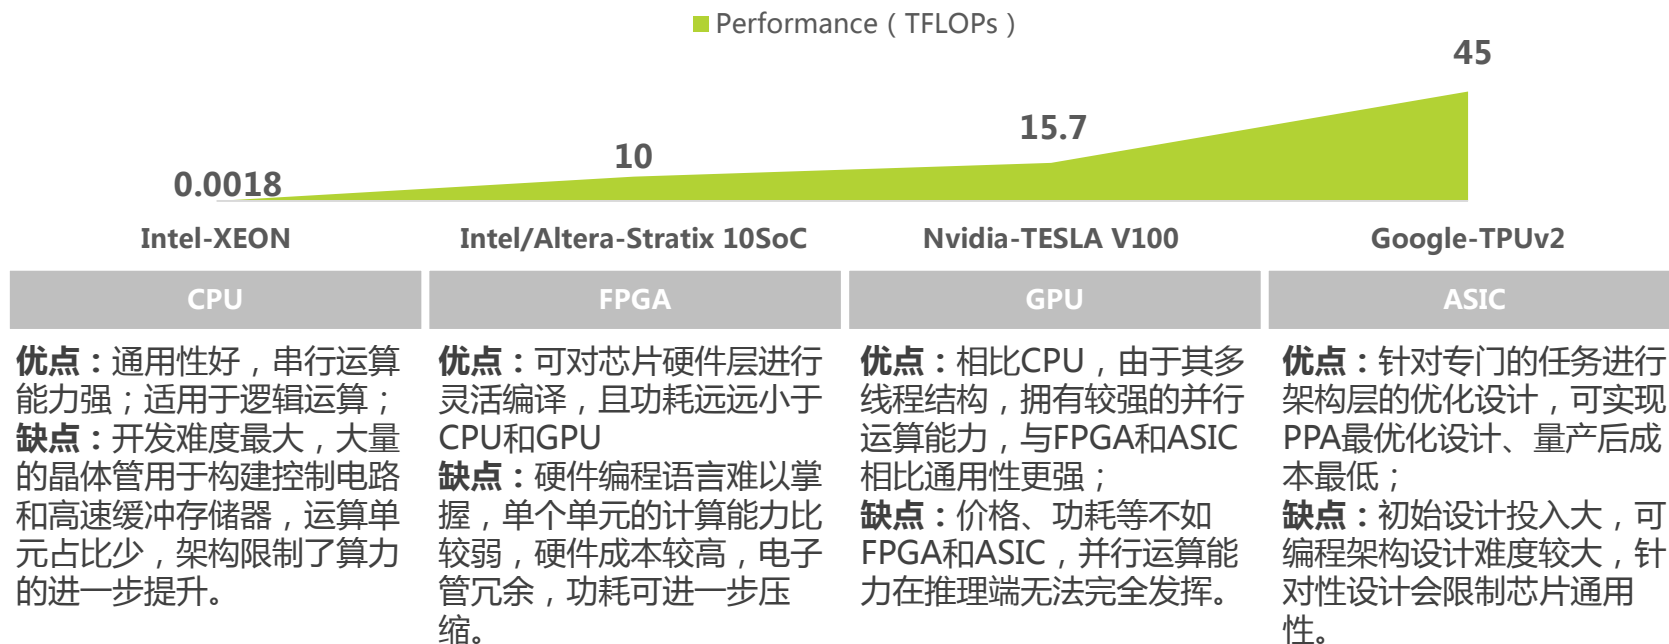 Performance（TFLOPs）
45
15.7
10
0.0018
Intel-XEON
Intel/Altera-Stratix 10SoC
Nvidia-TESLA V100
Google-TPUv2
CPU
FPGA
GPU
ASIC
优点：通用性好，串行运算
能力强；适用于逻辑运算；
缺点：开发难度最大，大量
的晶体管用于构建控制电路
和高速缓冲存储器，运算单
元占比少，架构限制了算力
的进一步提升。
优点：可对芯片硬件层进行
灵活编译，且功耗远远小于
CPU和GPU
缺点：硬件编程语言难以掌
握，单个单元的计算能力比
较弱，硬件成本较高，电子
管冗余，功耗可进一步压
缩。
优点：相比CPU，由于其多
线程结构，拥有较强的并行
运算能力，与FPGA和ASIC
相比通用性更强；
缺点：价格、功耗等不如
FPGA和ASIC，并行运算能
力在推理端无法完全发挥。
优点：针对专门的任务进行
架构层的优化设计，可实现
PPA最优化设计、量产后成
本最低；
缺点：初始设计投入大，可
编程架构设计难度较大，针
对性设计会限制芯片通用
性。